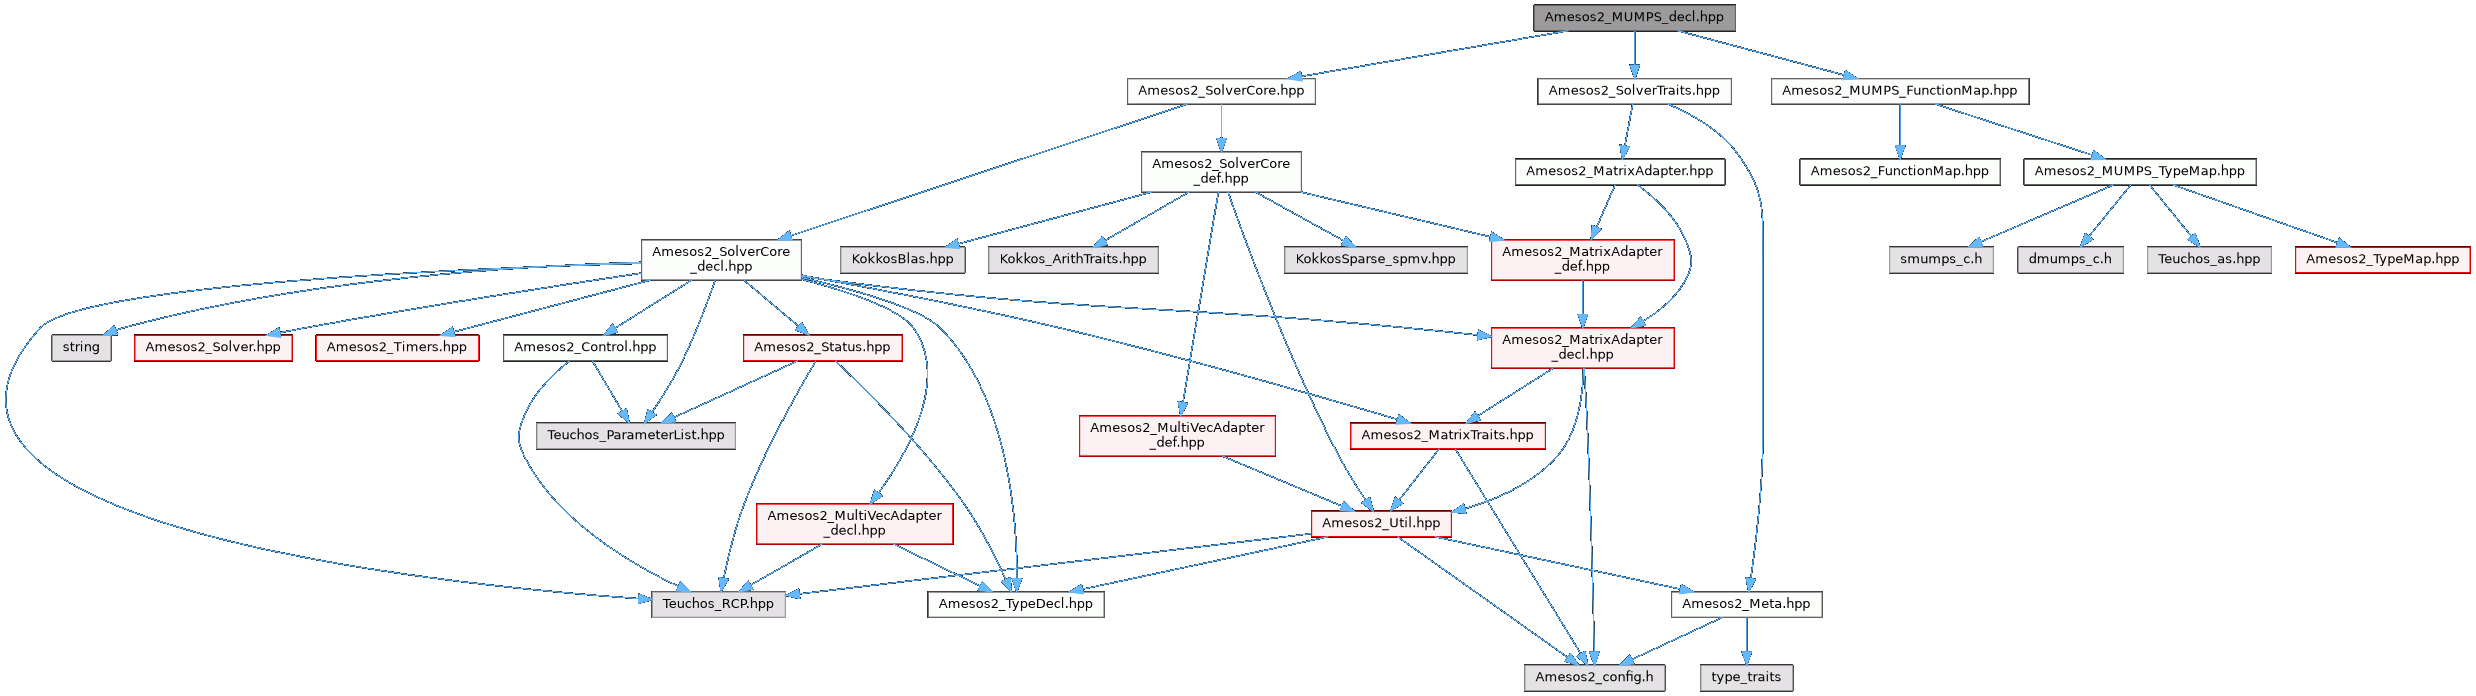 Amesos2_MUMPS_decl.hpp
Amesos2_SolverCore.hpp
Amesos2_SolverTraits.hpp
Amesos2_MUMPS_FunctionMap.hpp
Amesos2_SolverCore
_def.hpp
Amesos2_MatrixAdapter.hpp
Amesos2_FunctionMap.hpp
Amesos2_MUMPS_TypeMap.hpp
Amesos2_SolverCore
_decl.hpp
KokkosBlas.hpp
Kokkos_ArithTraits.hpp
KokkosSparse_spmv.hpp
Amesos2_MatrixAdapter
_def.hpp
smumps_c.h
dmumps_c.h
Teuchos_as.hpp
Amesos2_TypeMap.hpp
string
Amesos2_Solver.hpp
Amesos2_Timers.hpp
Amesos2_Control.hpp
Amesos2_Status.hpp
Amesos2_MatrixAdapter
_decl.hpp
Teuchos_ParameterList.hpp
Amesos2_MultiVecAdapter
_def.hpp
Amesos2_MatrixTraits.hpp
Amesos2_MultiVecAdapter
_decl.hpp
Amesos2_Util.hpp
Teuchos_RCP.hpp
Amesos2_TypeDecl.hpp
Amesos2_Meta.hpp
Amesos2_config.h
type_traits